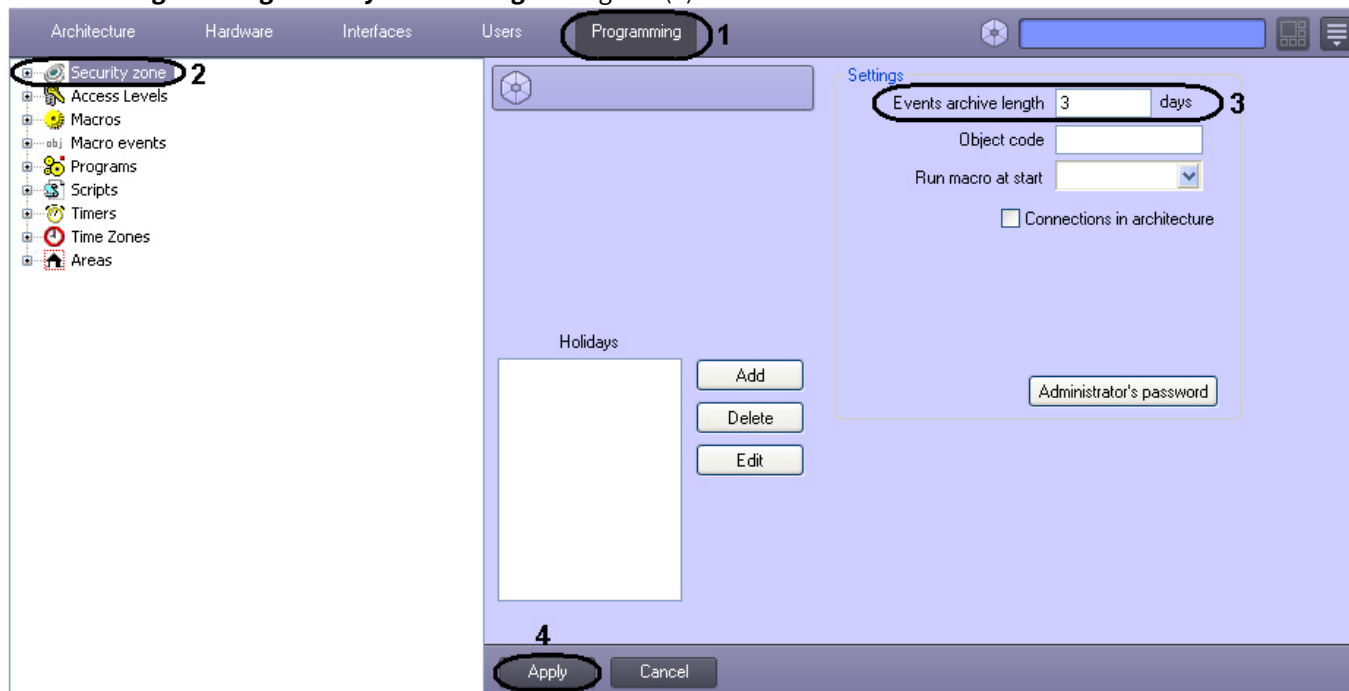 Architecture Hardware Interfaces Users Programming 1
Security zone 2
Access Levels
Macros
obj Macro events
Programs
Scripts
Timers
Time Zones
Areas
Settings
Events archive length 3 days 3
Object code
Run macro at start
Connections in architecture
Holidays
Add
Delete
Edit
Administrator's password
4
Apply Cancel